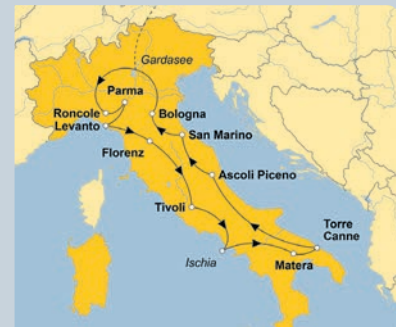 Gardasee
Parma
Roncole
Levanto
Bologna
San Marino
Florenz
Ascoli Piceno
Tivoli
Torre
Canne
Ischia
Matera